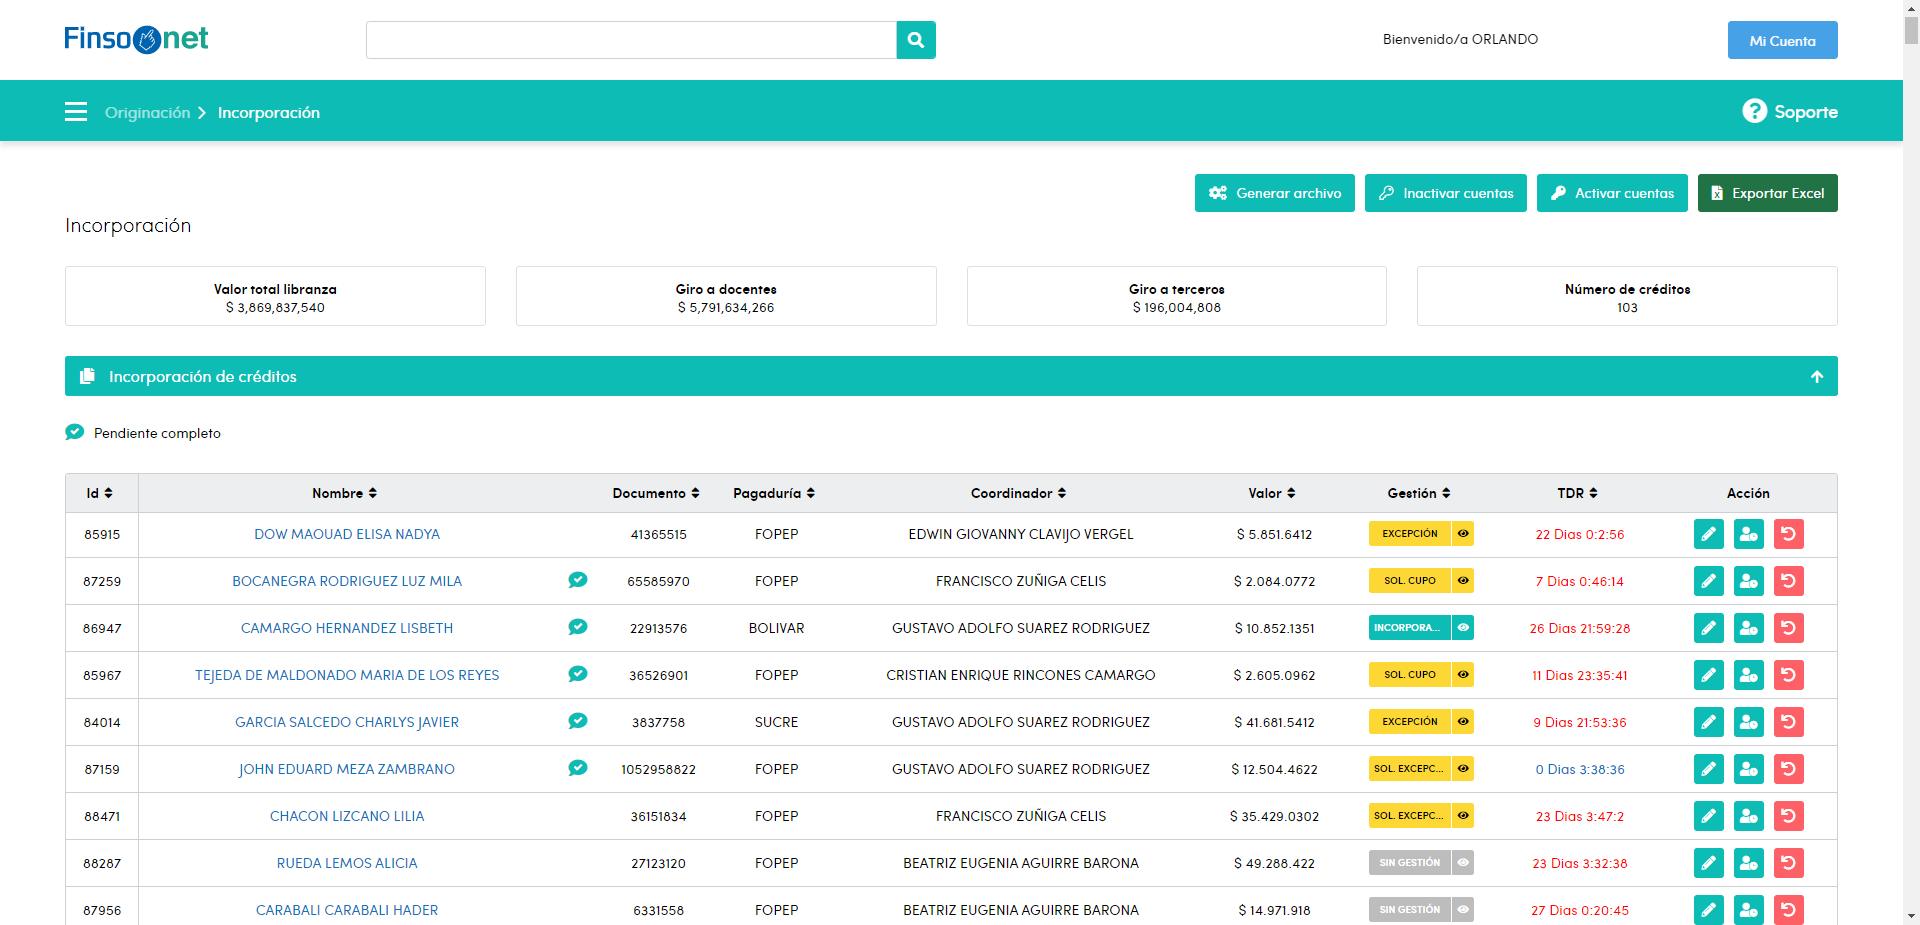 Finsonet
Bienvenido/a ORLANDO
Mi Cuenta
Originación Incorporación
Soporte
Generar archivo Inactivar cuentas Activar cuentas Exportar Excel
Incorporación
Valor total libranza Giro a docentes Giro a terceros Número de créditos
$ 3,869,837,540 $ 5,791,634,266 $ 196,004,808 103
Incorporación de créditos
Pendiente completo
Id Nombre Documento Pagaduría Coordinador Valor Gestión TDR Acción
85915 DOW MAOUAD ELISA NADYA 41365515 FOPEP EDWIN GIOVANNY CLAVIJO VERGEL $ 5.851.6412 EXCEPCIÓN 22 Dias 0:2:56
87259 BOCANEGRA RODRIGUEZ LUZ MILA 65585970 FOPEP FRANCISCO ZUÑIGA CELIS $ 2.084.0772 SOL. CUPO 7 Dias 0:46:14
86947 CAMARGO HERNANDEZ LISBETH 22913576 BOLIVAR GUSTAVO ADOLFO SUAREZ RODRIGUEZ $ 10.852.1351 INCORPORA... 26 Dias 21:59:28
85967 TEJEDA DE MALDONADO MARIA DE LOS REYES 36526901 FOPEP CRISTIAN ENRIQUE RINCONES CAMARGO $ 2.605.0962 SOL. CUPO 11 Dias 23:35:41
84014 GARCIA SALCEDO CHARLYS JAVIER 3837758 SUCRE GUSTAVO ADOLFO SUAREZ RODRIGUEZ $ 41.681.5412 EXCEPCIÓN 9 Dias 21:53:36
87159 JOHN EDUARD MEZA ZAMBRANO 1052958822 FOPEP GUSTAVO ADOLFO SUAREZ RODRIGUEZ $ 12.504.4622 SOL. EXCEPC... 0 Dias 3:38:36
88471 CHACON LIZCANO LILIA 36151834 FOPEP FRANCISCO ZUÑIGA CELIS $ 35.429.0302 SOL. EXCEPC... 23 Dias 3:47:2
88287 RUEDA LEMOS ALICIA 27123120 FOPEP BEATRIZ EUGENIA AGUIRRE BARONA $ 49.288.422 SIN GESTIÓN 23 Dias 3:32:38
87956 CARABALI CARABALI HADER 6331558 FOPEP BEATRIZ EUGENIA AGUIRRE BARONA $ 14.971.918 SIN GESTIÓN 27 Dias 0:20:45